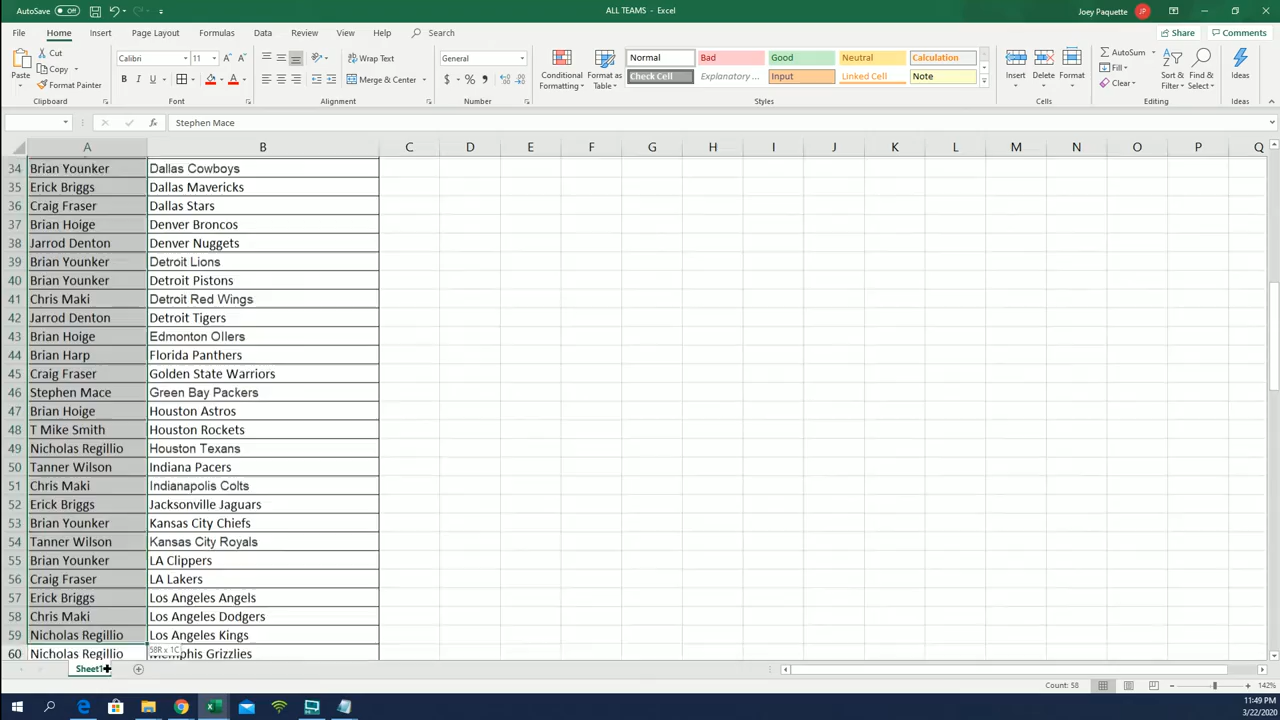 AutoSave Off ALL TEAMS - Excel Joey Paquette JP
File Home Insert Page Layout Formulas Data Review View Help Search Share Comments
Cut Calibri 11 Wrap Text General Normal Bad Good Neutral Calculation AutoSum
Copy Fill
Paste Format Painter B I U Merge & Center $ % Conditional Formatting Format as Table Check Cell Explanatory ... Input Linked Cell Note Insert Delete Format Clear Sort & Filter Find & Select Ideas
Clipboard Font Alignment Number Styles Cells Editing Ideas
fx Stephen Mace
A B C D E F G H I J K L M N O P Q
34 Brian Younker Dallas Cowboys
35 Erick Briggs Dallas Mavericks
36 Craig Fraser Dallas Stars
37 Brian Hoige Denver Broncos
38 Jarrod Denton Denver Nuggets
39 Brian Younker Detroit Lions
40 Brian Younker Detroit Pistons
41 Chris Maki Detroit Red Wings
42 Jarrod Denton Detroit Tigers
43 Brian Hoige Edmonton OIlers
44 Brian Harp Florida Panthers
45 Craig Fraser Golden State Warriors
46 Stephen Mace Green Bay Packers
47 Brian Hoige Houston Astros
48 T Mike Smith Houston Rockets
49 Nicholas Regillio Houston Texans
50 Tanner Wilson Indiana Pacers
51 Chris Maki Indianapolis Colts
52 Erick Briggs Jacksonville Jaguars
53 Brian Younker Kansas City Chiefs
54 Tanner Wilson Kansas City Royals
55 Brian Younker LA Clippers
56 Craig Fraser LA Lakers
57 Erick Briggs Los Angeles Angels
58 Chris Maki Los Angeles Dodgers
59 Nicholas Regillio Los Angeles Kings
58R x 1C
60 Nicholas Regillio Memphis Grizzlies
Sheet1
Count: 58 142%
11:49 PM
3/22/2020